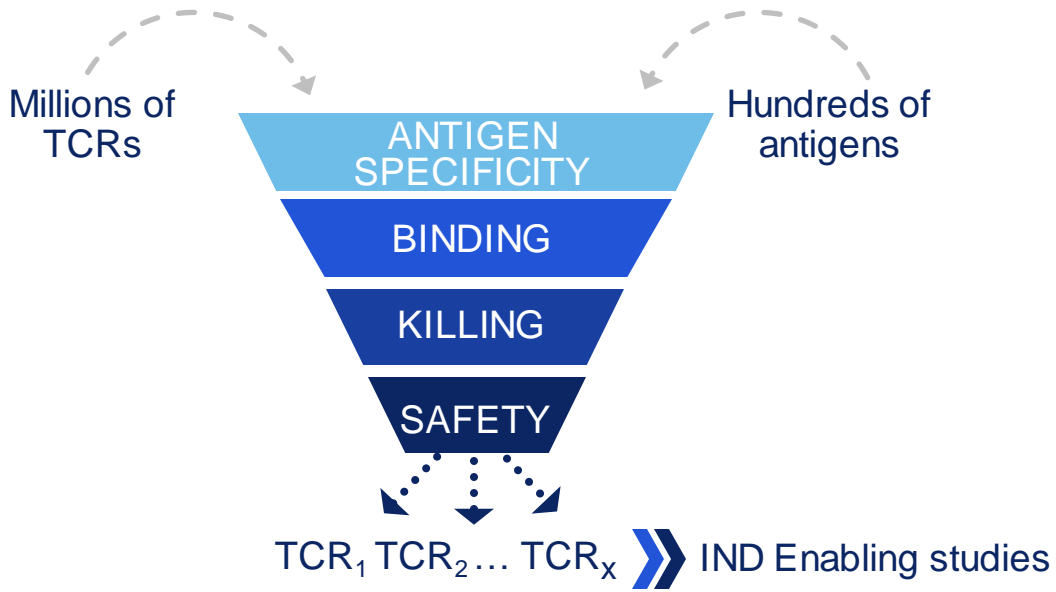 Millions of
TCRs
Hundreds of
antigens
ANTIGEN
SPECIFICITY
BINDING
KILLING
SAFETY
TCR₁ TCR₂ ... TCRₓ IND Enabling studies